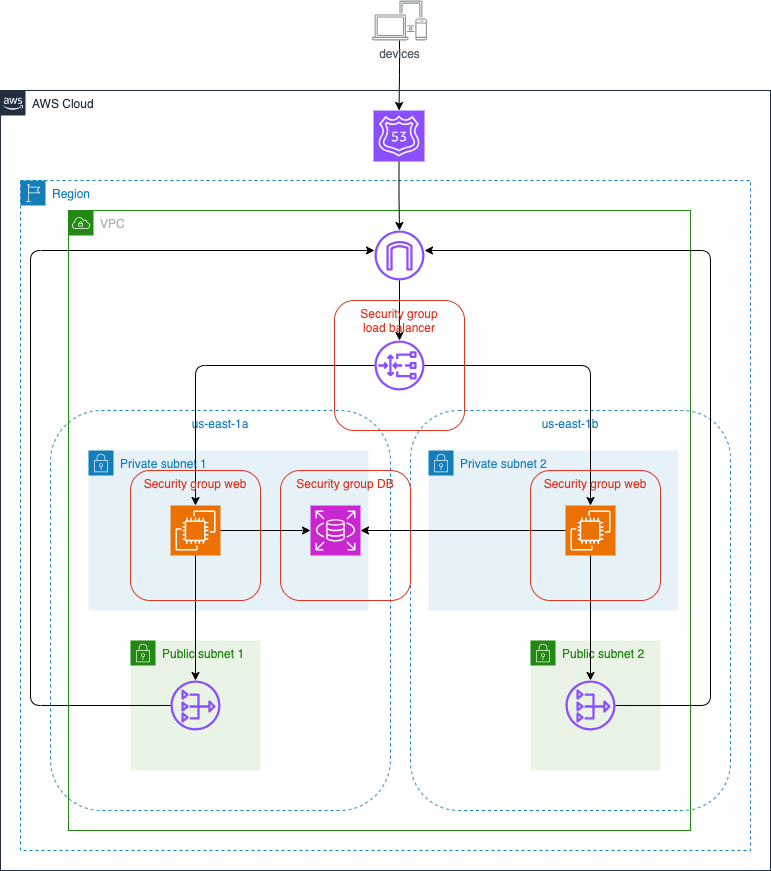 devices
aws
AWS Cloud
53
Region
VPC
Security group
load balancer
us-east-1a
us-east-1b
Private subnet 1
Private subnet 2
Security group web
Security group DB
Security group web
Public subnet 1
Public subnet 2